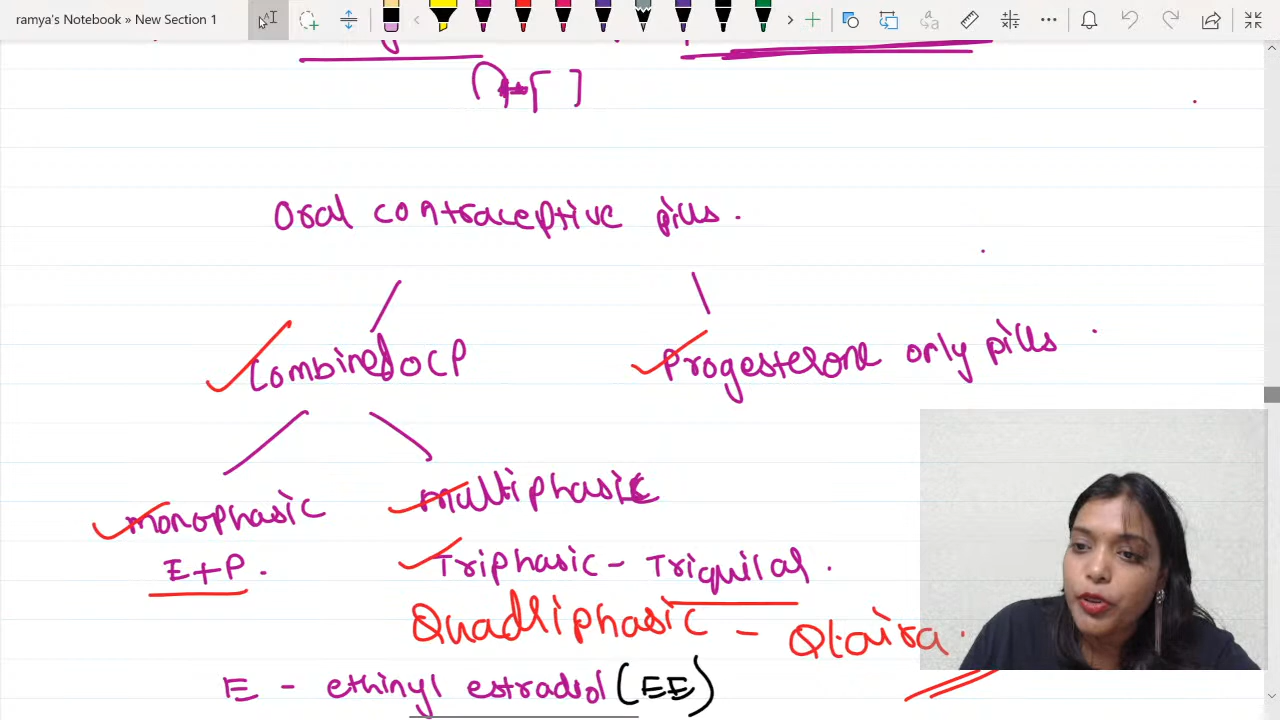 ramya's Notebook » New Section 1
Oral contraceptive pills.
Combined OCP
Progesterone only pills.
monophasic
multiphasic
E+P.
Triphasic - Triquilar.
Quadriphasic - Qlaira.
E - ethinyl estradiol (EE)